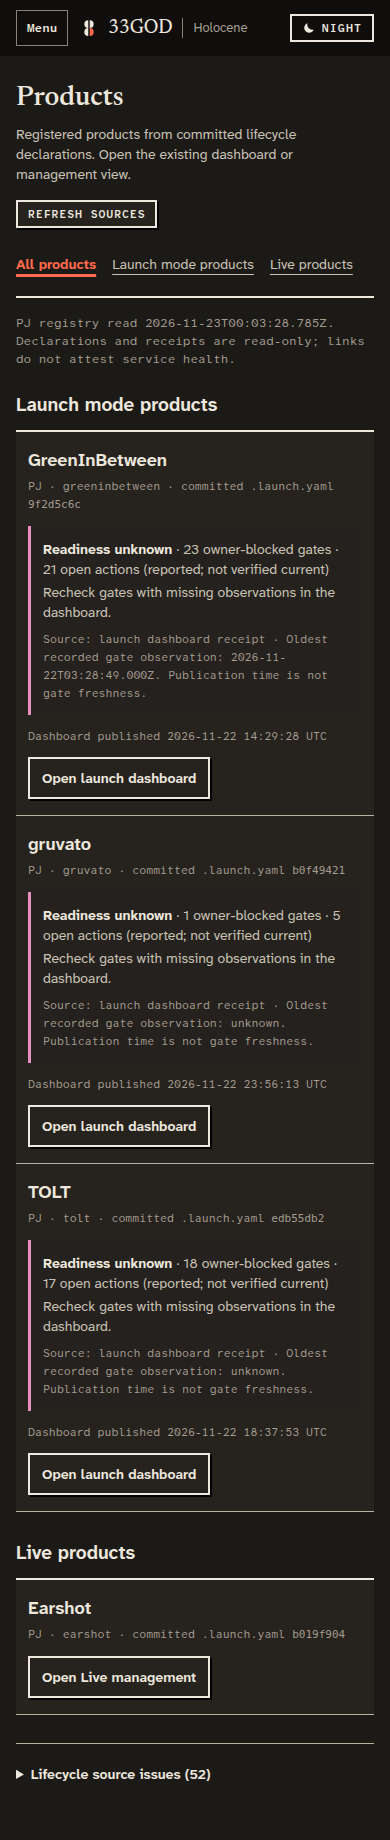 Menu
33GOD
Holocene
NIGHT
Products
Registered products from committed lifecycle
declarations. Open the existing dashboard or
management view.
REFRESH SOURCES
All products
Launch mode products
Live products
PJ registry read 2026-11-23T00:03:28.785Z.
Declarations and receipts are read-only; links
do not attest service health.
Launch mode products
GreenInBetween
PJ · greeninbetween · committed .launch.yaml
9f2d5c6c
Readiness unknown · 23 owner-blocked gates ·
21 open actions (reported; not verified current)
Recheck gates with missing observations in the
dashboard.
Source: launch dashboard receipt · Oldest
recorded gate observation: 2026-11-
22T03:28:49.000Z. Publication time is not
gate freshness.
Dashboard published 2026-11-22 14:29:28 UTC
Open launch dashboard
gruvato
PJ · gruvato · committed .launch.yaml b0f49421
Readiness unknown · 1 owner-blocked gates · 5
open actions (reported; not verified current)
Recheck gates with missing observations in the
dashboard.
Source: launch dashboard receipt · Oldest
recorded gate observation: unknown.
Publication time is not gate freshness.
Dashboard published 2026-11-22 23:56:13 UTC
Open launch dashboard
TOLT
PJ · tolt · committed .launch.yaml edb55db2
Readiness unknown · 18 owner-blocked gates ·
17 open actions (reported; not verified current)
Recheck gates with missing observations in the
dashboard.
Source: launch dashboard receipt · Oldest
recorded gate observation: unknown.
Publication time is not gate freshness.
Dashboard published 2026-11-22 18:37:53 UTC
Open launch dashboard
Live products
Earshot
PJ · earshot · committed .launch.yaml b019f904
Open Live management
Lifecycle source issues (52)